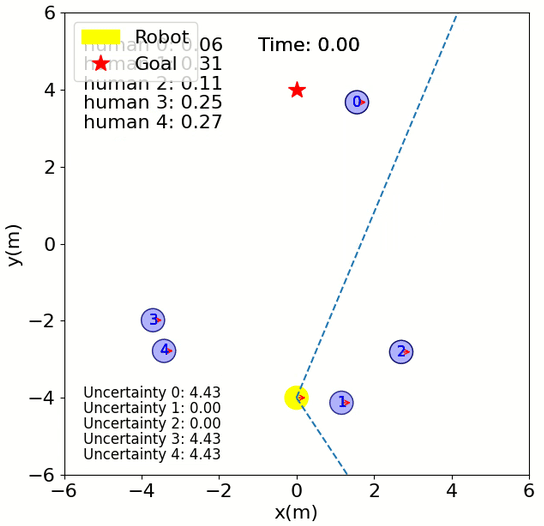 Robot
Goal
human 0: 0.06
human 1: 0.31
human 2: 0.11
human 3: 0.25
human 4: 0.27
Time: 0.00
0
3
4
2
1
Uncertainty 0: 4.43
Uncertainty 1: 0.00
Uncertainty 2: 0.00
Uncertainty 3: 4.43
Uncertainty 4: 4.43
6
4
2
0
−2
−4
−6
y(m)
−6
−4
−2
0
2
4
6
x(m)